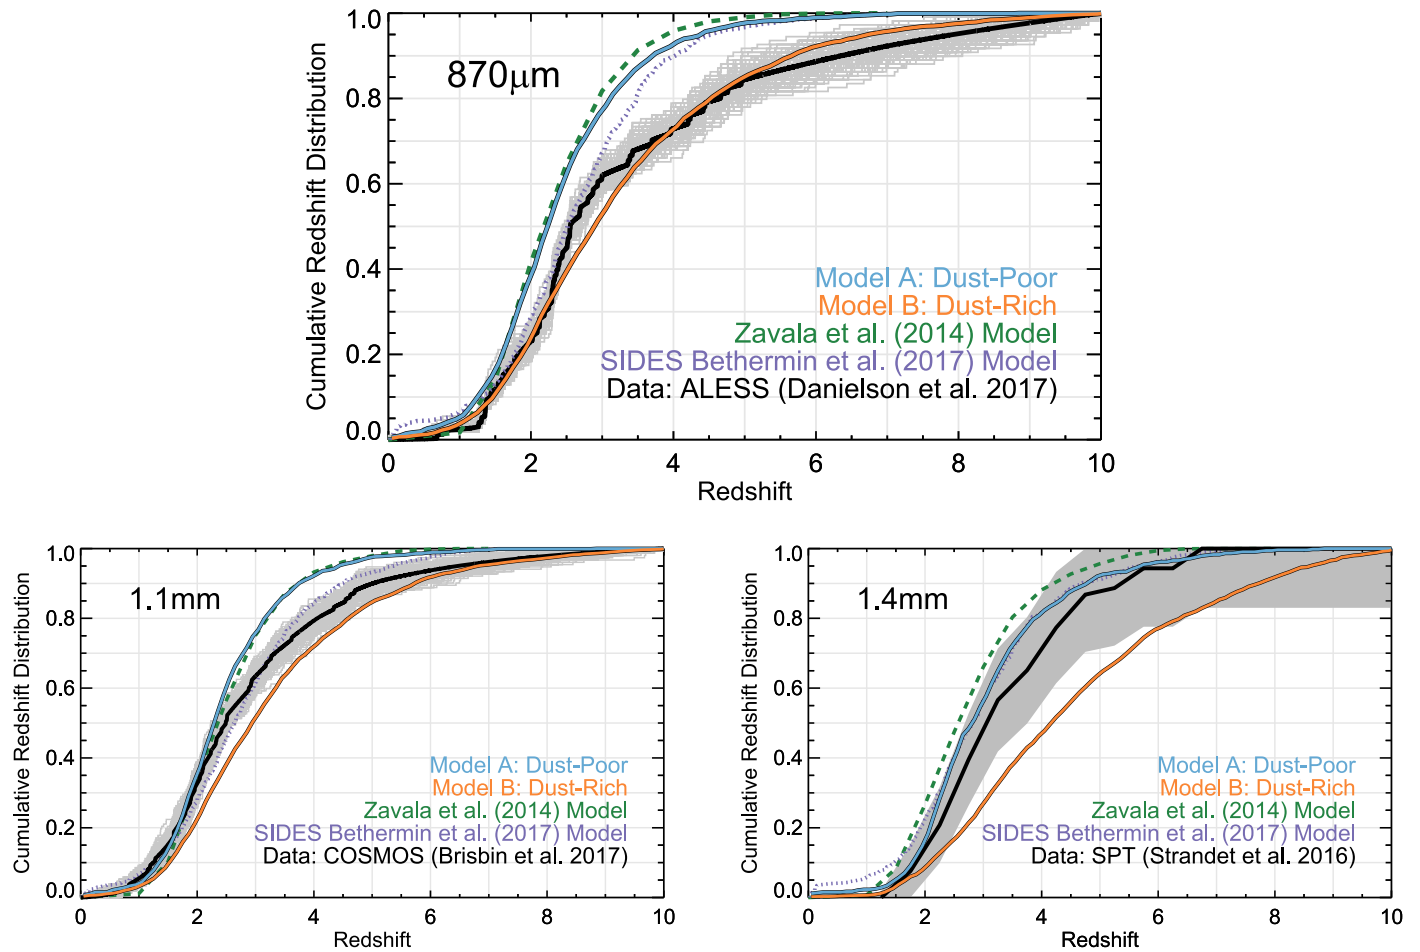 1.0
0.8
0.6
0.4
0.2
0.0
Cumulative Redshift Distribution
870μm
Model A: Dust-Poor
Model B: Dust-Rich
Zavala et al. (2014) Model
SIDES Bethermin et al. (2017) Model
Data: ALESS (Danielson et al. 2017)
0 2 4 6 8 10
Redshift
1.0
0.8
0.6
0.4
0.2
0.0
Cumulative Redshift Distribution
1.1mm
Model A: Dust-Poor
Model B: Dust-Rich
Zavala et al. (2014) Model
SIDES Bethermin et al. (2017) Model
Data: COSMOS (Brisbin et al. 2017)
0 2 4 6 8 10
Redshift
1.0
0.8
0.6
0.4
0.2
0.0
Cumulative Redshift Distribution
1.4mm
Model A: Dust-Poor
Model B: Dust-Rich
Zavala et al. (2014) Model
SIDES Bethermin et al. (2017) Model
Data: SPT (Strandet et al. 2016)
0 2 4 6 8 10
Redshift